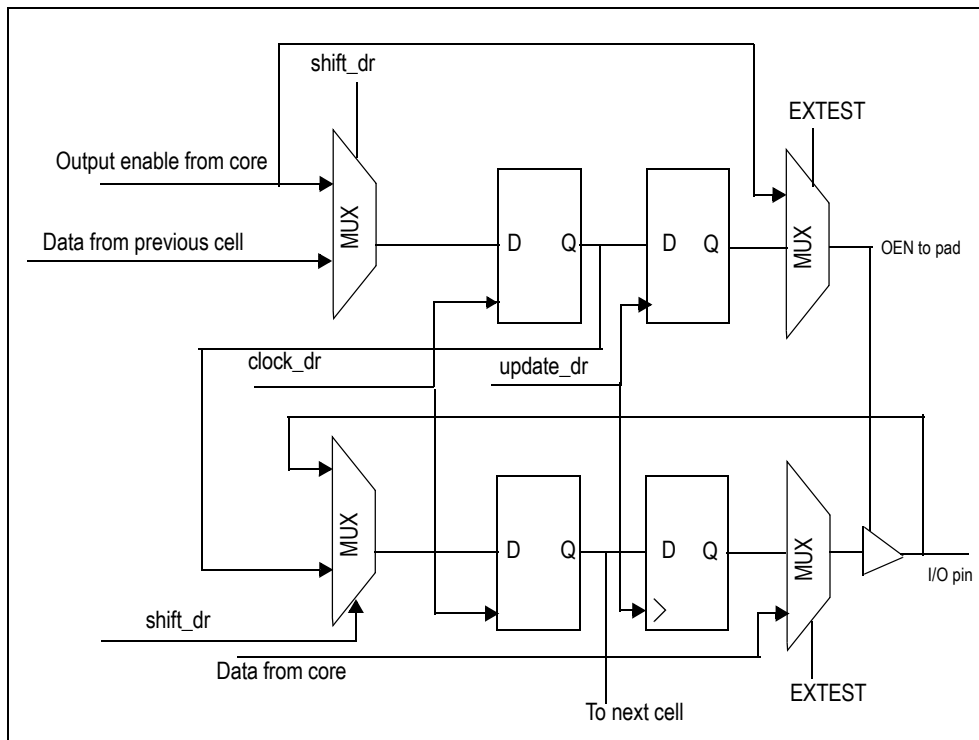 shift_dr
EXTEST
Output enable from core
MUX
MUX
Data from previous cell
D Q
D Q
OEN to pad
clock_dr
update_dr
MUX
MUX
D Q
D Q
I/O pin
shift_dr
Data from core
EXTEST
To next cell